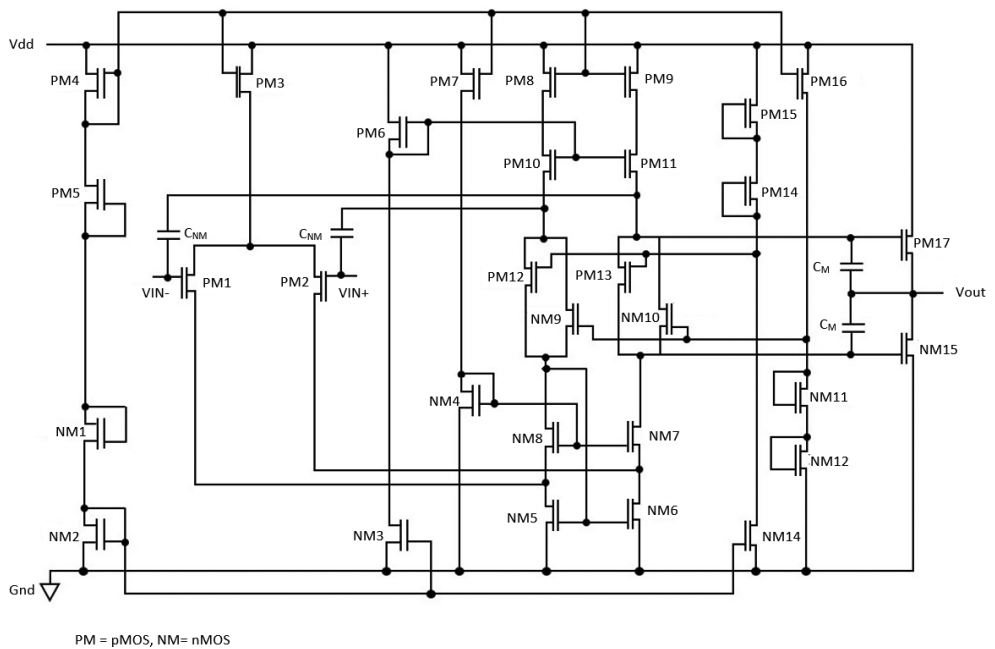 Vdd
PM4
PM3
PM7
PM8
PM9
PM16
PM15
PM6
PM10
PM11
PM5
PM14
CNM
CNM
PM17
PM1
PM2
PM12
PM13
CM
VIN-
VIN+
Vout
NM9
NM10
CM
NM15
NM4
NM11
NM1
NM8
NM7
NM12
NM5
NM6
NM2
NM3
NM14
Gnd
PM = pMOS, NM= nMOS